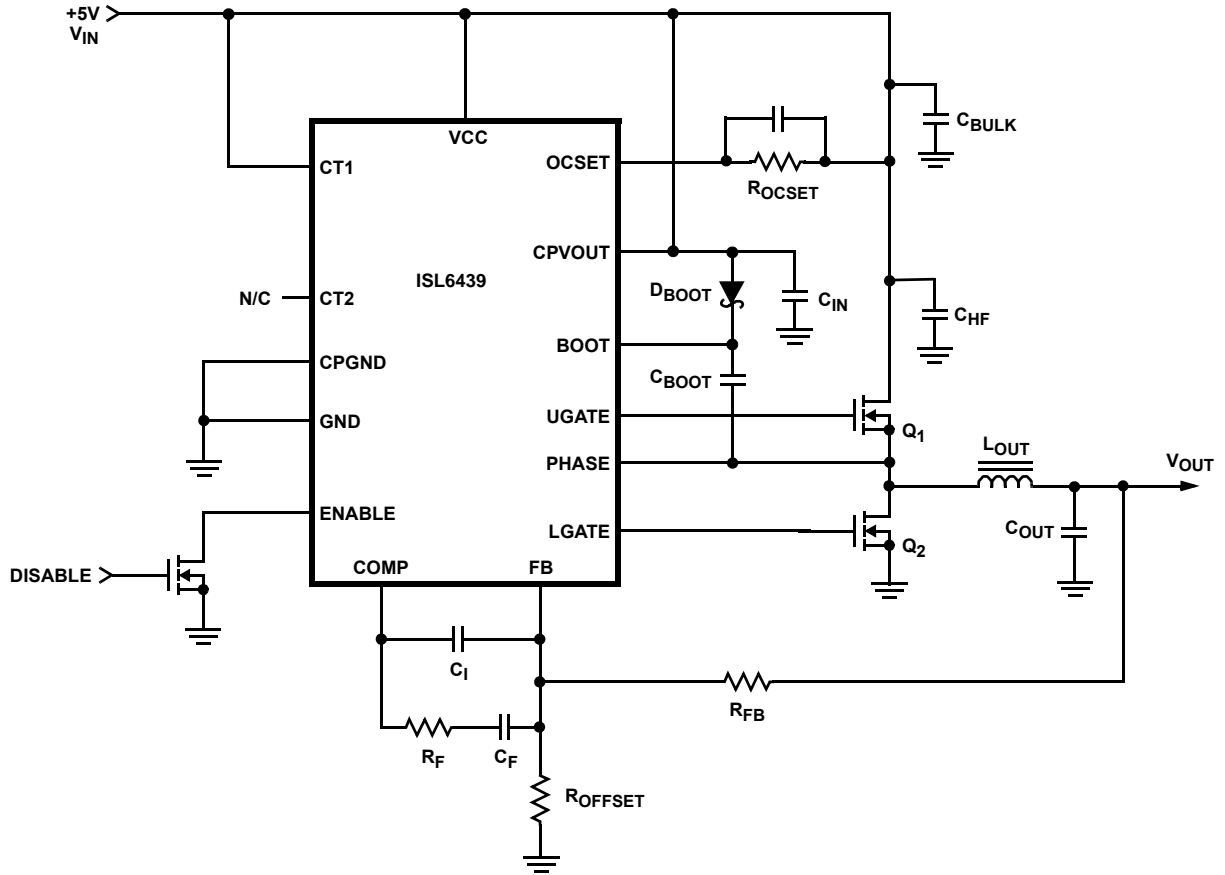 +5V
VIN
VCC
CT1
OCSET
ROCSET
CBULK
CPVOUT
ISL6439
DBOOT
CIN
N/C
CT2
CHF
BOOT
CPGND
CBOOT
UGATE
Q1
GND
LOUT
PHASE
VOUT
ENABLE
LGATE
Q2
COUT
COMP
FB
DISABLE
CI
RFB
RF
CF
ROFFSET